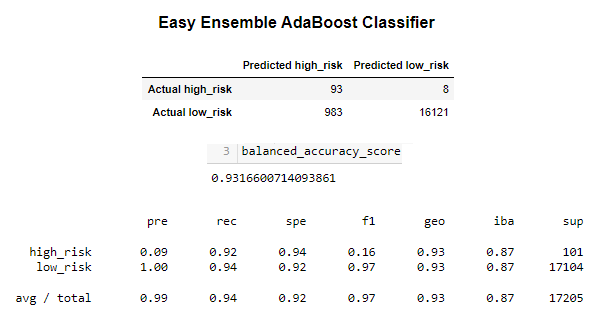 Easy Ensemble AdaBoost Classifier
Predicted high_risk Predicted low_risk
Actual high_risk 93 8
Actual low_risk 983 16121
3 balanced_accuracy_score
0.9316600714093861
pre rec spe f1 geo iba sup
high_risk 0.09 0.92 0.94 0.16 0.93 0.87 101
low_risk 1.00 0.94 0.92 0.97 0.93 0.87 17104
avg / total 0.99 0.94 0.92 0.97 0.93 0.87 17205